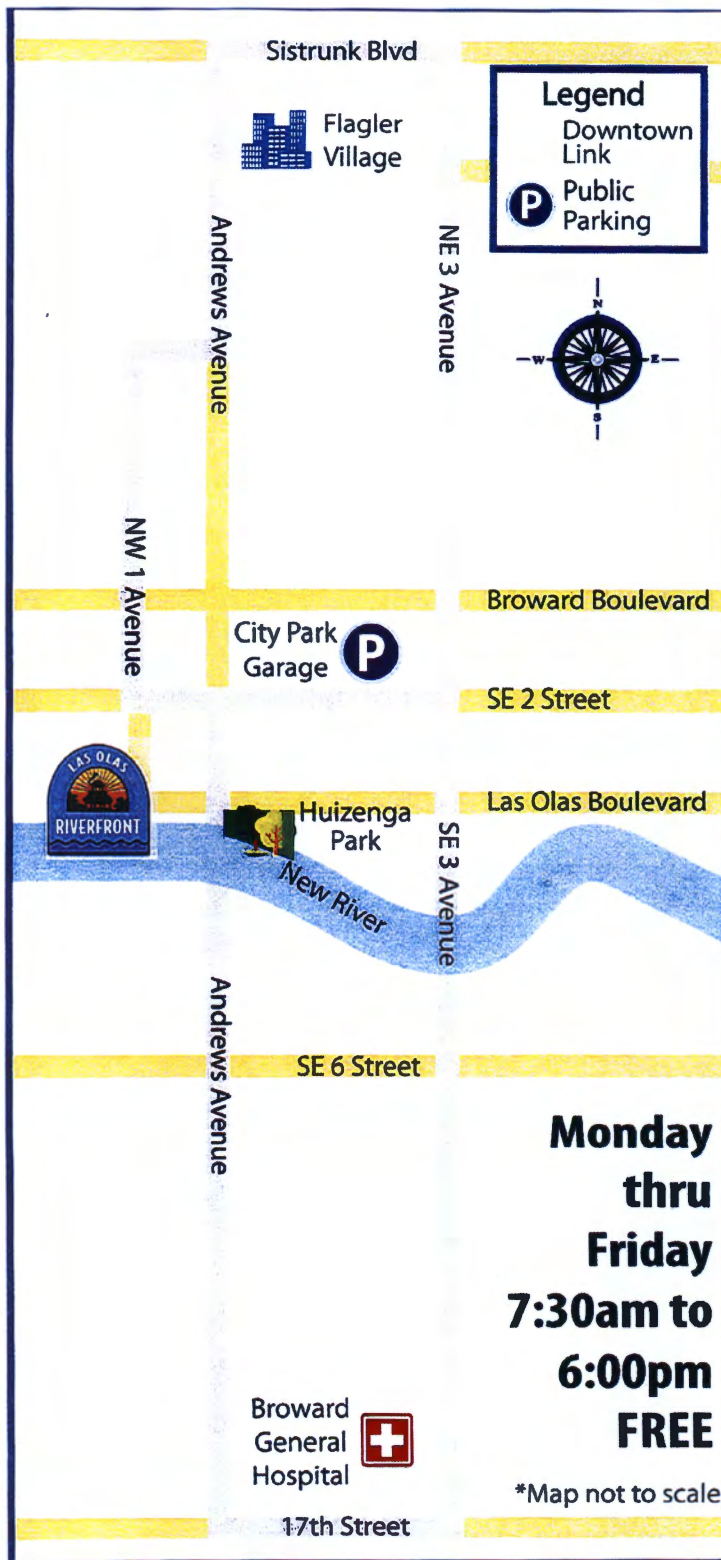 Sistrunk Blvd
Legend
Downtown
Link
P
Public
Parking
Flagler
Village
Andrews Avenue
NE 3 Avenue
N
W
E
S
NW 1 Avenue
Broward Boulevard
City Park
Garage
P
SE 2 Street
LAS OLAS
RIVERFRONT
Las Olas Boulevard
Huizenga
Park
New River
SE 3 Avenue
Andrews Avenue
SE 6 Street
Monday
thru
Friday
7:30am to
6:00pm
FREE
Broward
General
Hospital
*Map not to scale
17th Street